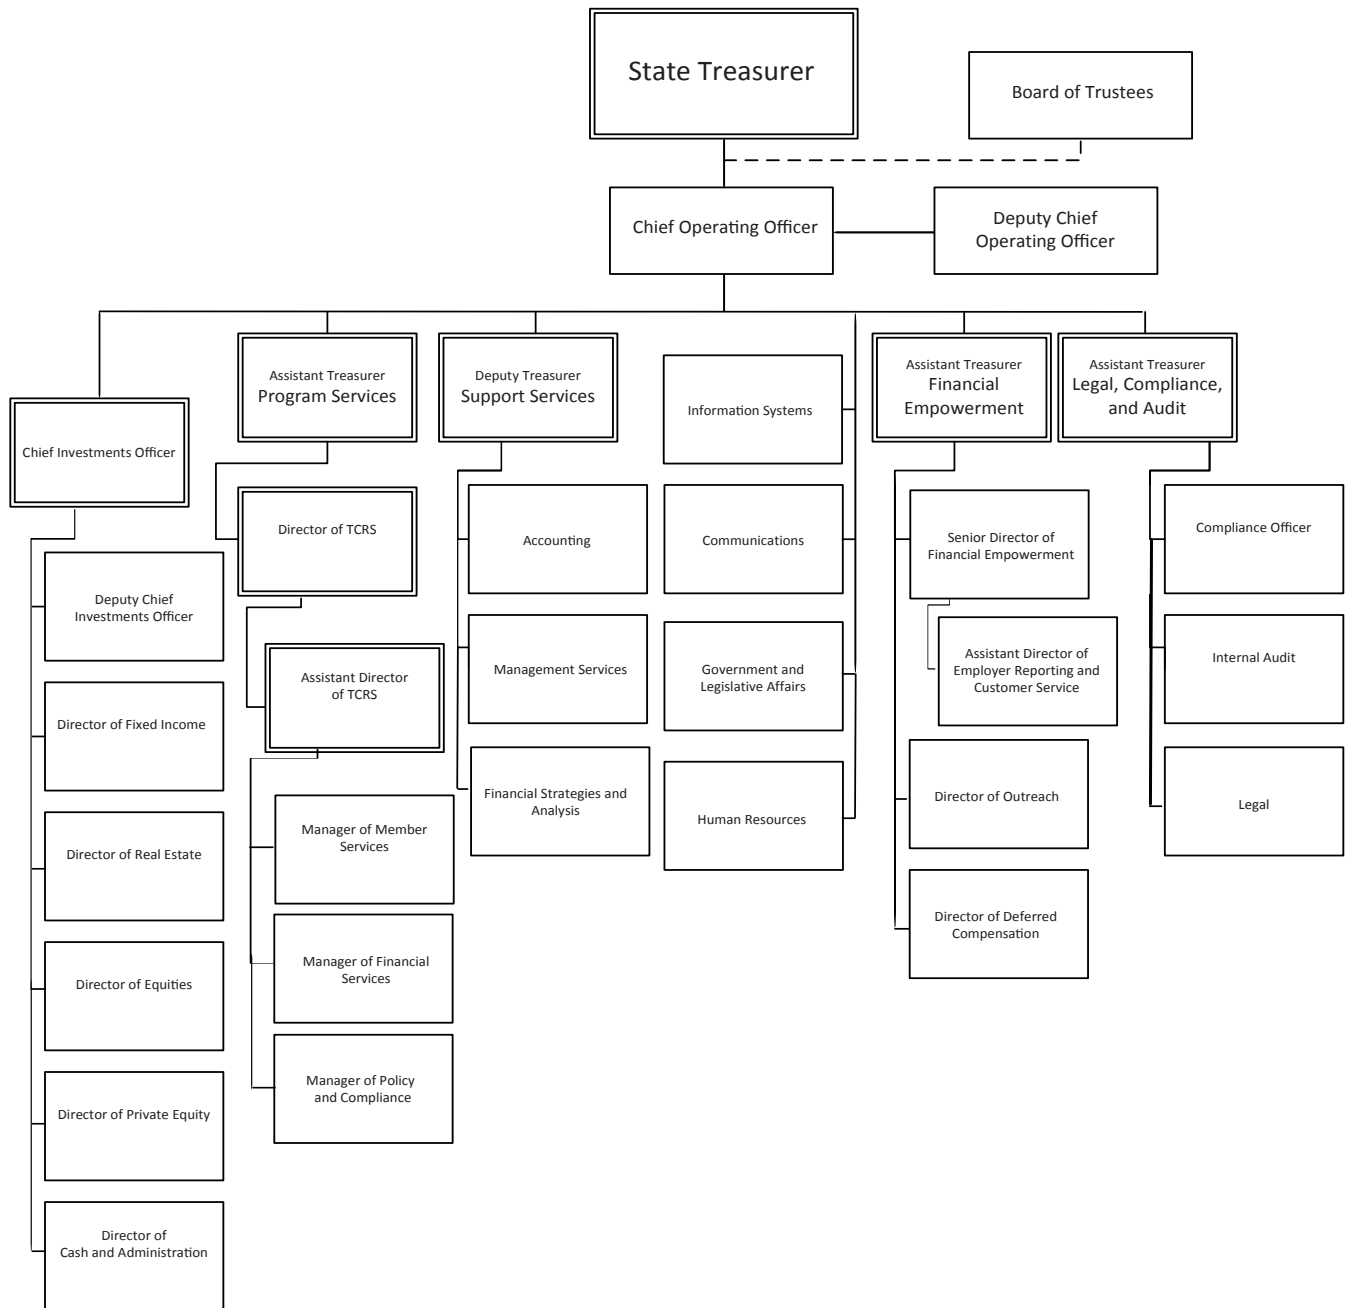 State Treasurer
Board of Trustees
Chief Operating Officer
Deputy Chief
Operating Officer
Chief Investments Officer
Deputy Chief
Investments Officer
Director of Fixed Income
Director of Real Estate
Director of Equities
Director of Private Equity
Director of
Cash and Administration
Assistant Treasurer
Program Services
Director of TCRS
Assistant Director
of TCRS
Manager of Member
Services
Manager of Financial
Services
Manager of Policy
and Compliance
Deputy Treasurer
Support Services
Accounting
Management Services
Financial Strategies and
Analysis
Information Systems
Communications
Government and
Legislative Affairs
Human Resources
Assistant Treasurer
Financial
Empowerment
Senior Director of
Financial Empowerment
Assistant Director of
Employer Reporting and
Customer Service
Director of Outreach
Director of Deferred
Compensation
Assistant Treasurer
Legal, Compliance,
and Audit
Compliance Officer
Internal Audit
Legal